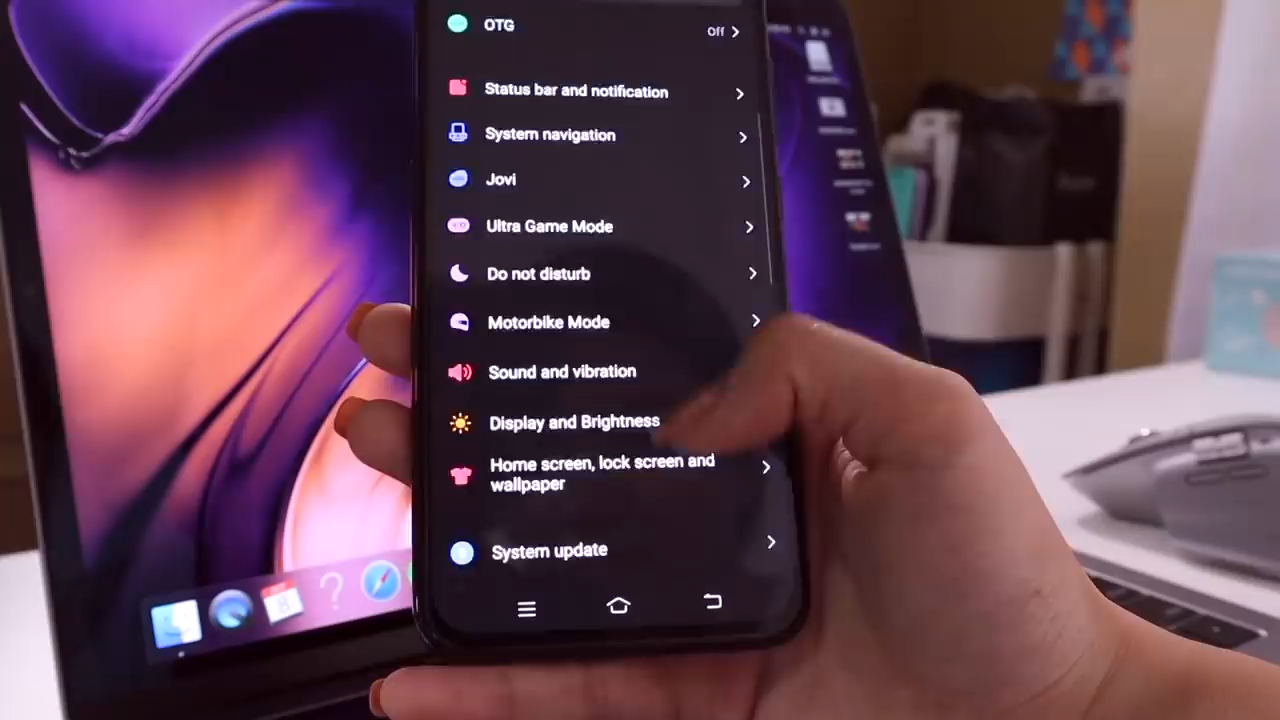 OTG
Off
Status bar and notification
System navigation
Jovi
Ultra Game Mode
Do not disturb
Motorbike Mode
Sound and vibration
Display and Brightness
Home screen, lock screen and
wallpaper
System update